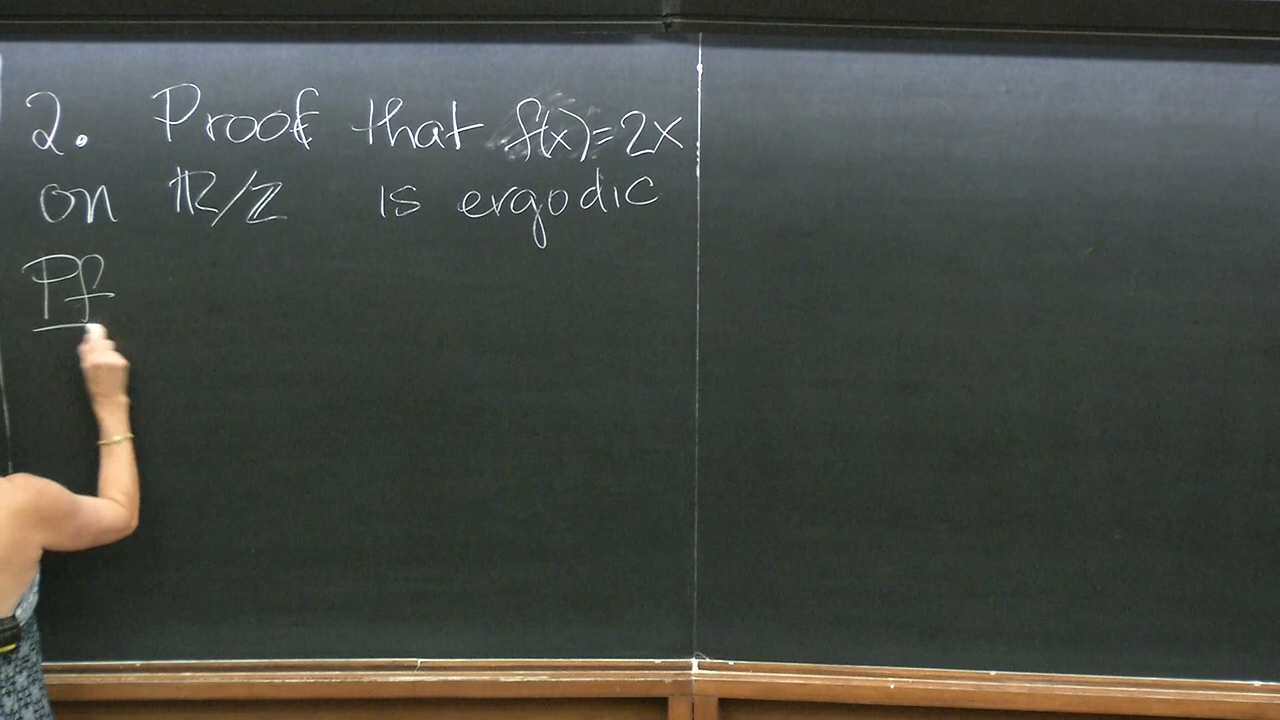 2. Proof that f(x)=2x
on ℝ/ℤ is ergodic
Pf